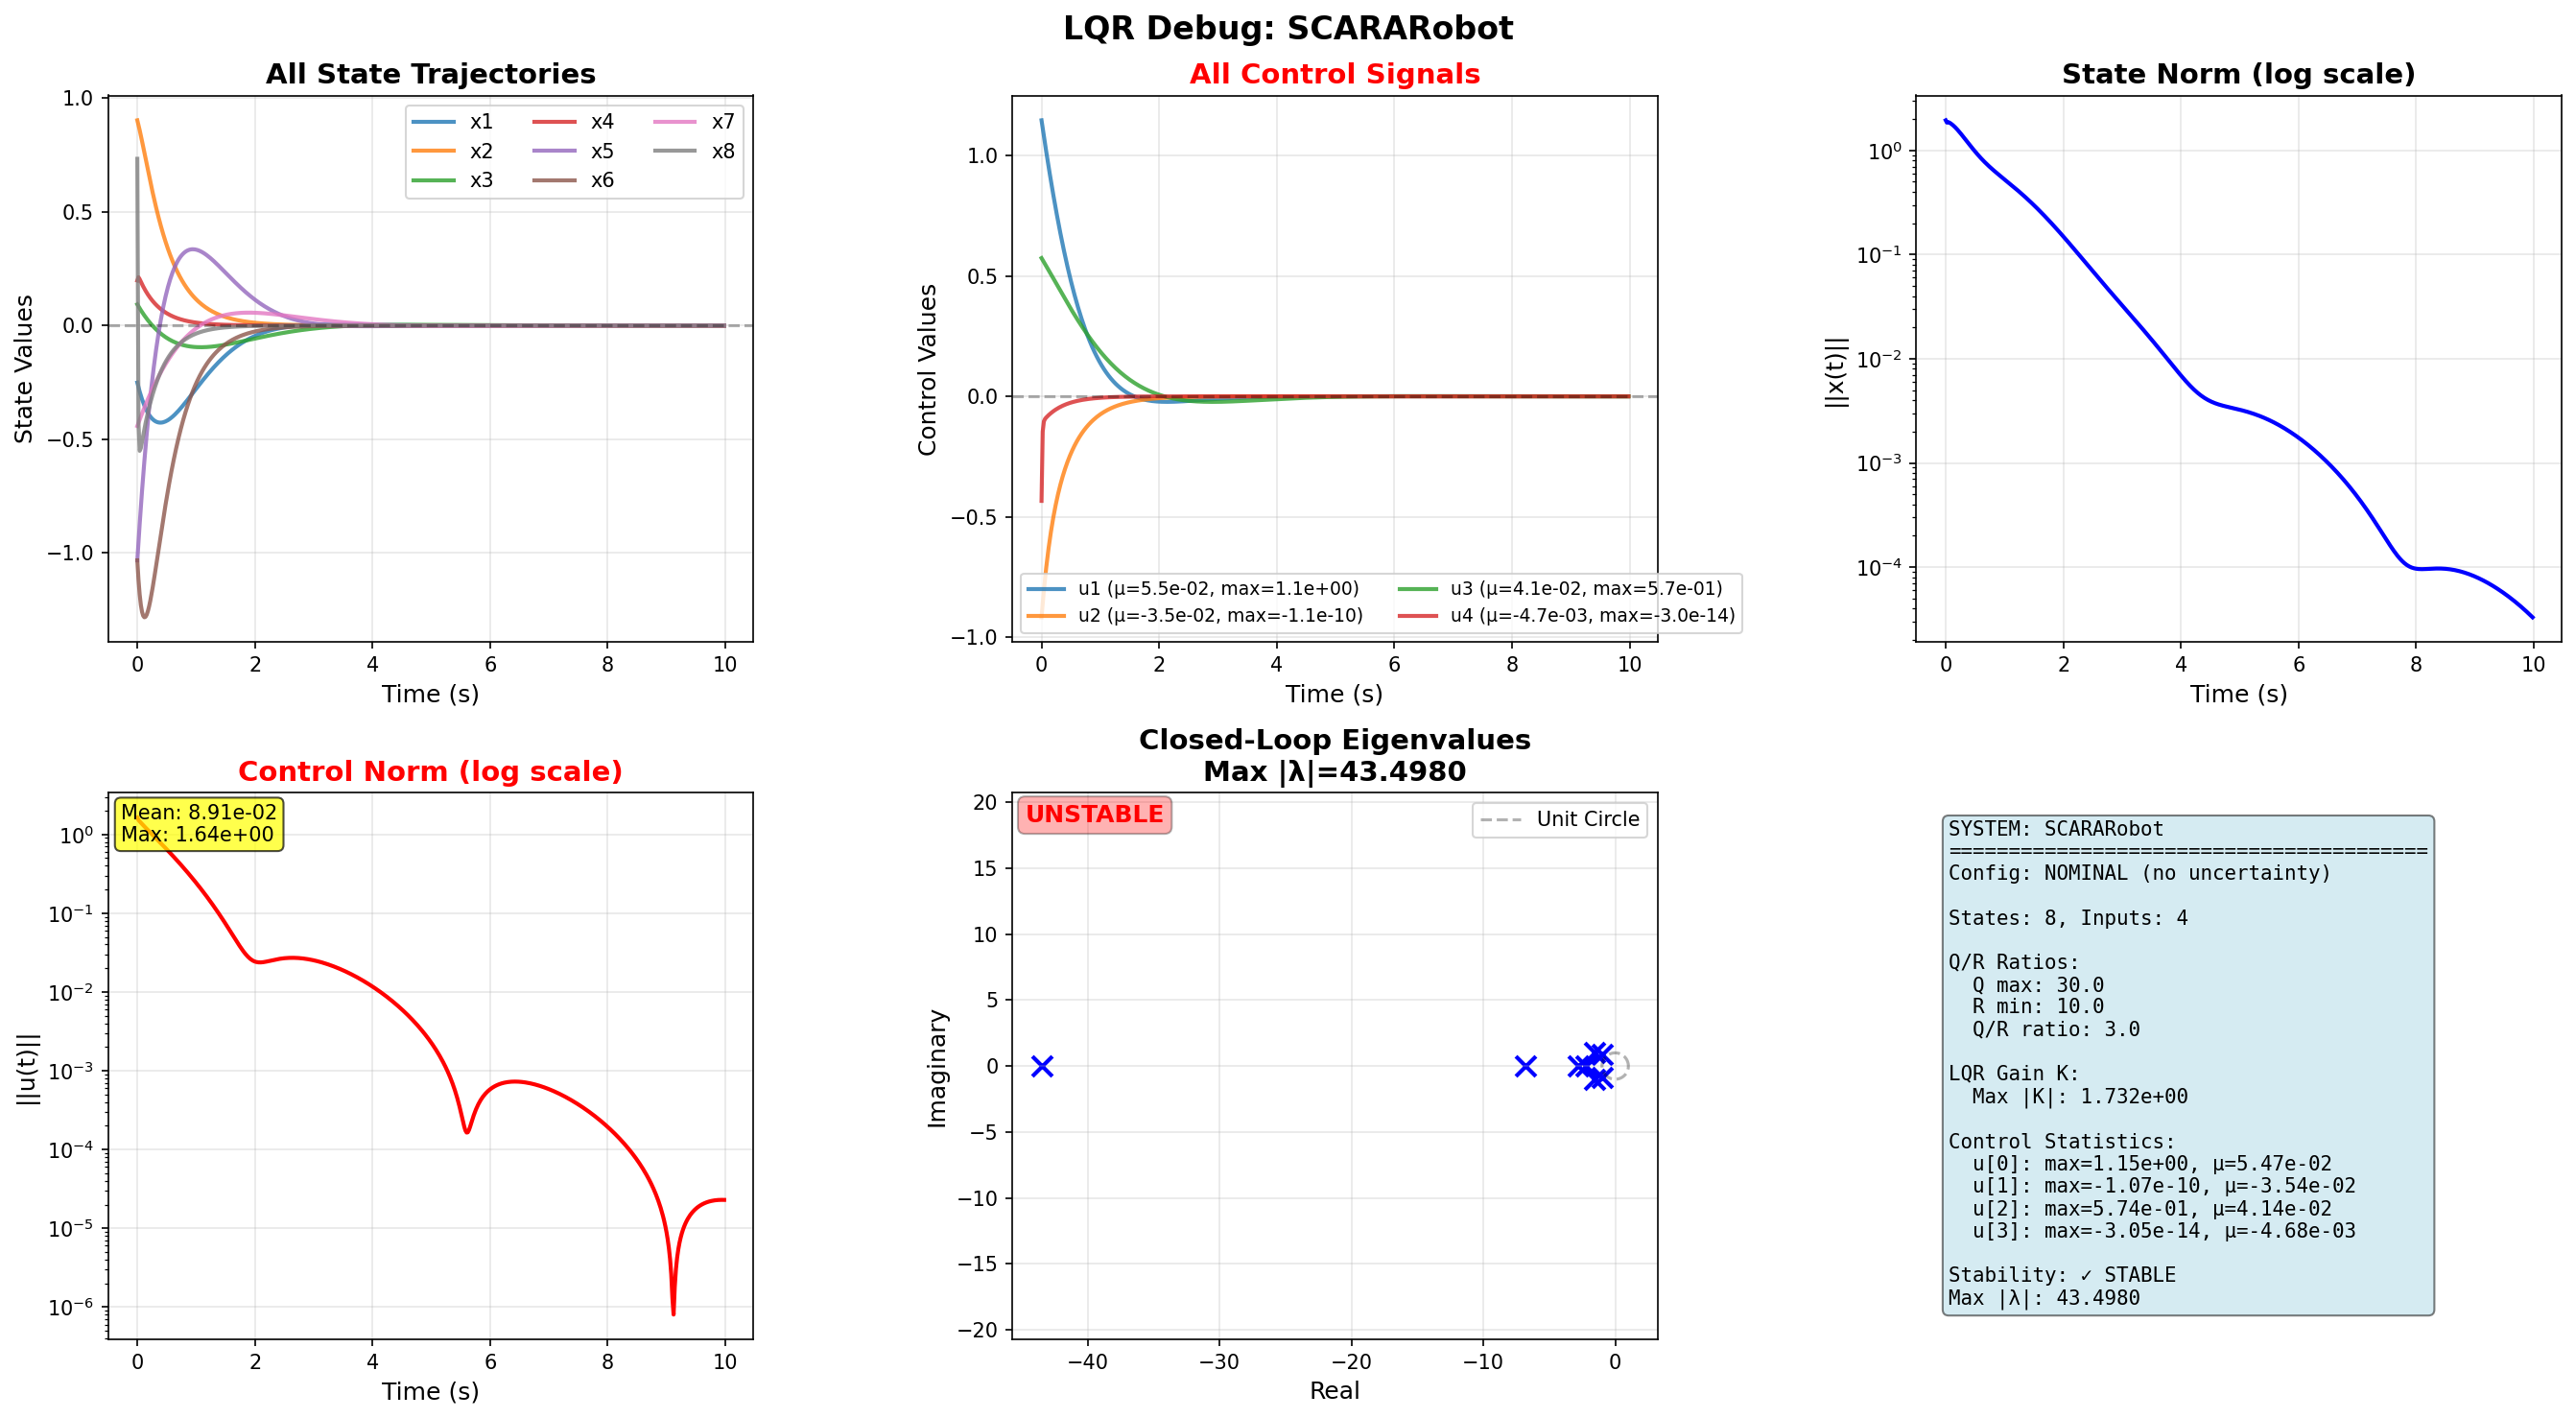 LQR Debug: SCARARobot
All State Trajectories
State Values
1.0
0.5
0.0
−0.5
−1.0
x1
x4
x7
x2
x5
x8
x3
x6
0 2 4 6 8 10
Time (s)
All Control Signals
Control Values
1.0
0.5
0.0
−0.5
−1.0
u1 (μ=5.5e-02, max=1.1e+00)
u3 (μ=4.1e-02, max=5.7e-01)
u2 (μ=-3.5e-02, max=-1.1e-10)
u4 (μ=-4.7e-03, max=-3.0e-14)
0 2 4 6 8 10
Time (s)
State Norm (log scale)
||x(t)||
10⁰
10⁻¹
10⁻²
10⁻³
10⁻⁴
0 2 4 6 8 10
Time (s)
Control Norm (log scale)
Mean: 8.91e-02
Max: 1.64e+00
||u(t)||
10⁰
10⁻¹
10⁻²
10⁻³
10⁻⁴
10⁻⁵
10⁻⁶
0 2 4 6 8 10
Time (s)
Closed-Loop Eigenvalues
Max |λ|=43.4980
UNSTABLE
Unit Circle
Imaginary
20
15
10
5
0
−5
−10
−15
−20
−40 −30 −20 −10 0
Real
SYSTEM: SCARARobot
========================================
Config: NOMINAL (no uncertainty)
States: 8, Inputs: 4
Q/R Ratios:
Q max: 30.0
R min: 10.0
Q/R ratio: 3.0
LQR Gain K:
Max |K|: 1.732e+00
Control Statistics:
u[0]: max=1.15e+00, μ=5.47e-02
u[1]: max=-1.07e-10, μ=-3.54e-02
u[2]: max=5.74e-01, μ=4.14e-02
u[3]: max=-3.05e-14, μ=-4.68e-03
Stability: ✓ STABLE
Max |λ|: 43.4980